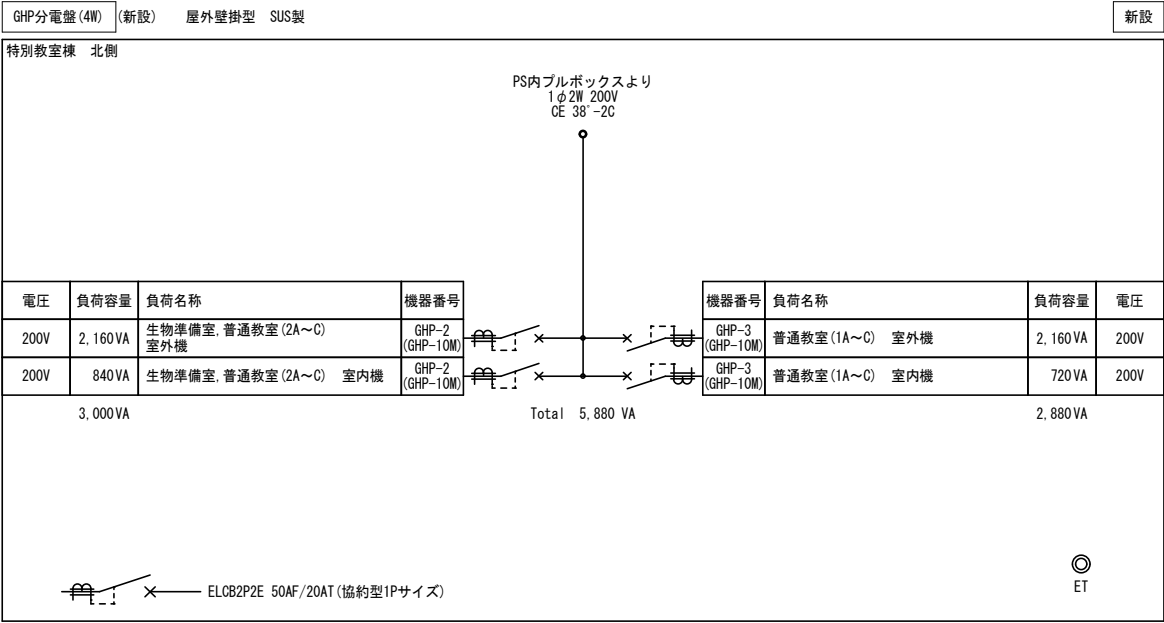 GHP分電盤(4W) (新設) 屋外壁掛型 SUS製 新設
特別教室棟 北側
PS内プルボックスより
1φ2W 200V
CE 38°-2C
電圧 負荷容量 負荷名称 機器番号 機器番号 負荷名称 負荷容量 電圧
200V 2,160VA 生物準備室,普通教室(2A～C)
室外機 GHP-2
(GHP-10M) GHP-3
(GHP-10M) 普通教室(1A～C) 室外機 2,160VA 200V
200V 840VA 生物準備室,普通教室(2A～C) 室内機 GHP-2
(GHP-10M) GHP-3
(GHP-10M) 普通教室(1A～C) 室内機 720VA 200V
3,000VA Total 5,880 VA 2,880VA
ELCB2P2E 50AF/20AT(協約型1Pサイズ)
ET